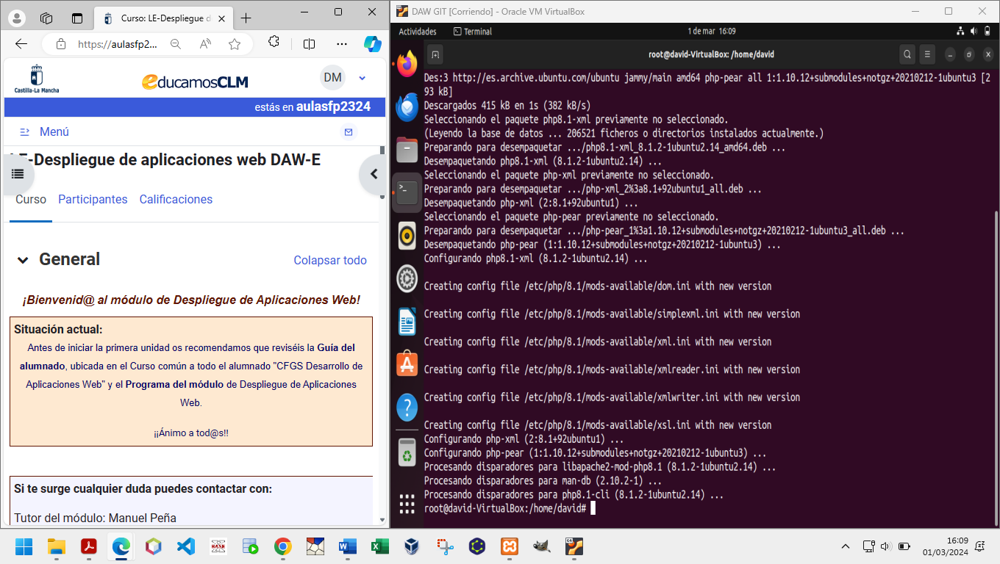 Curso: LE-Despliegue d
https://aulasfp2...
Castilla-La Mancha
educamosCLM
DM
estás en aulasfp2324
Menú
LE-Despliegue de aplicaciones web DAW-E
Curso
Participantes
Calificaciones
General
Colapsar todo
¡Bienvenid@ al módulo de Despliegue de Aplicaciones Web!
Situación actual:
Antes de iniciar la primera unidad os recomendamos que reviséis la Guía del
alumnado, ubicada en el Curso común a todo el alumnado "CFGS Desarrollo de
Aplicaciones Web" y el Programa del módulo de Despliegue de Aplicaciones
Web.
¡¡Ánimo a tod@s!!
Si te surge cualquier duda puedes contactar con:
Tutor del módulo: Manuel Peña
DAW GIT [Corriendo] - Oracle VM VirtualBox
Actividades
Terminal
1 de mar 16:09
root@david-VirtualBox: /home/david
Des:3 http://es.archive.ubuntu.com/ubuntu jammy/main amd64 php-pear all 1:1.10.12+submodules+notgz+20210212-1ubuntu3 [2
93 kB]
Descargados 415 kB en 1s (382 kB/s)
Seleccionando el paquete php8.1-xml previamente no seleccionado.
(Leyendo la base de datos ... 206521 ficheros o directorios instalados actualmente.)
Preparando para desempaquetar .../php8.1-xml_8.1.2-1ubuntu2.14_amd64.deb ...
Desempaquetando php8.1-xml (8.1.2-1ubuntu2.14) ...
Seleccionando el paquete php-xml previamente no seleccionado.
Preparando para desempaquetar .../php-xml_2%3a8.1+92ubuntu1_all.deb ...
Desempaquetando php-xml (2:8.1+92ubuntu1) ...
Seleccionando el paquete php-pear previamente no seleccionado.
Preparando para desempaquetar .../php-pear_1%3a1.10.12+submodules+notgz+20210212-1ubuntu3_all.deb ...
Desempaquetando php-pear (1:1.10.12+submodules+notgz+20210212-1ubuntu3) ...
Configurando php8.1-xml (8.1.2-1ubuntu2.14) ...
Creating config file /etc/php/8.1/mods-available/dom.ini with new version
Creating config file /etc/php/8.1/mods-available/simplexml.ini with new version
Creating config file /etc/php/8.1/mods-available/xml.ini with new version
Creating config file /etc/php/8.1/mods-available/xmlreader.ini with new version
Creating config file /etc/php/8.1/mods-available/xmlwriter.ini with new version
Creating config file /etc/php/8.1/mods-available/xsl.ini with new version
Configurando php-xml (2:8.1+92ubuntu1) ...
Configurando php-pear (1:1.10.12+submodules+notgz+20210212-1ubuntu3) ...
Procesando disparadores para libapache2-mod-php8.1 (8.1.2-1ubuntu2.14) ...
Procesando disparadores para man-db (2.10.2-1) ...
Procesando disparadores para php8.1-cli (8.1.2-1ubuntu2.14) ...
root@david-VirtualBox:/home/david#
16:09
01/03/2024